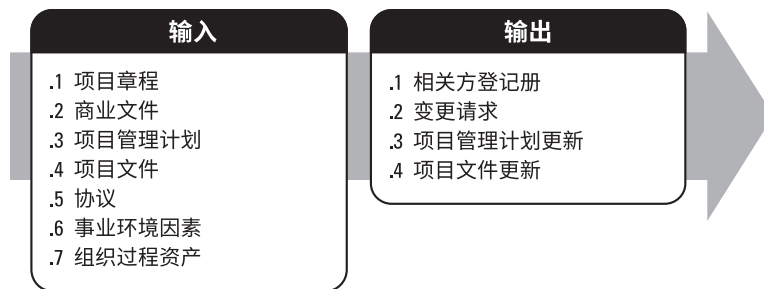 输入
.1 项目章程
.2 商业文件
.3 项目管理计划
.4 项目文件
.5 协议
.6 事业环境因素
.7 组织过程资产
输出
.1 相关方登记册
.2 变更请求
.3 项目管理计划更新
.4 项目文件更新